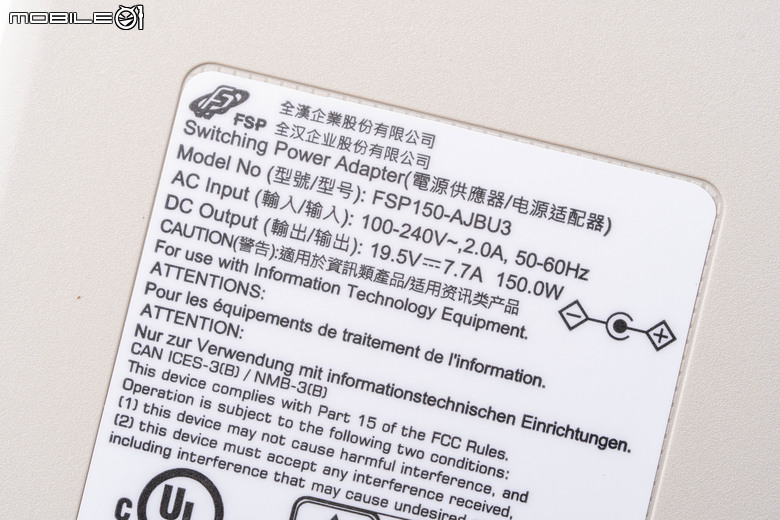 MOBILE01
FSP
全漢企業股份有限公司
全汉企业股份有限公司
Switching Power Adapter(電源供應器/电源适配器)
Model No (型號/型号): FSP150-AJBU3
AC Input (輸入/输入): 100-240V~,2.0A, 50-60Hz
DC Output (輸出/输出): 19.5V⎓7.7A 150.0W
CAUTION(警告):適用於資訊類產品/适用资讯类产品
For use with Information Technology Equipment.
ATTENTIONS:
Pour les équipements de traitement de l'information.
ATTENTION:
Nur zur Verwendung mit informationstechnischen Einrichtungen.
CAN ICES-3(B) / NMB-3(B)
This device complies with Part 15 of the FCC Rules.
Operation is subject to the following two conditions:
(1) this device may not cause harmful interference, and
(2) this device must accept any interference received,
including interference that may cause undesired
C UL